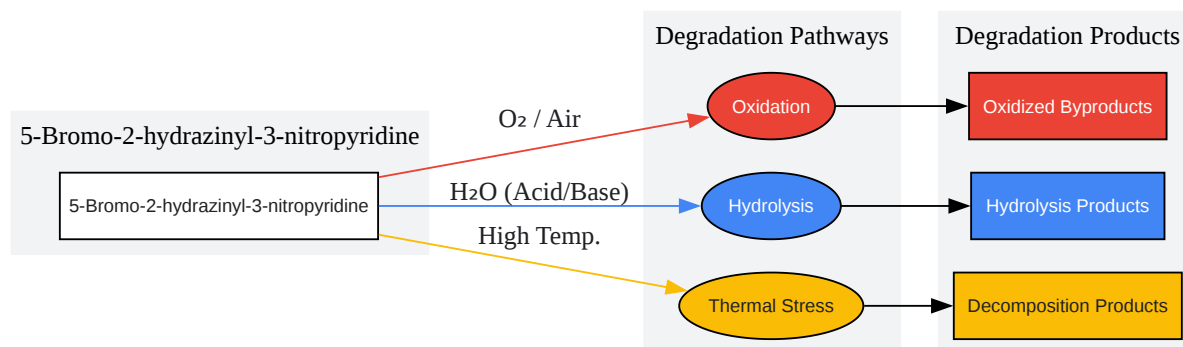 Degradation Pathways
Degradation Products
5-Bromo-2-hydrazinyl-3-nitropyridine
5-Bromo-2-hydrazinyl-3-nitropyridine
O₂ / Air
Oxidation
Oxidized Byproducts
H₂O (Acid/Base)
Hydrolysis
Hydrolysis Products
High Temp.
Thermal Stress
Decomposition Products